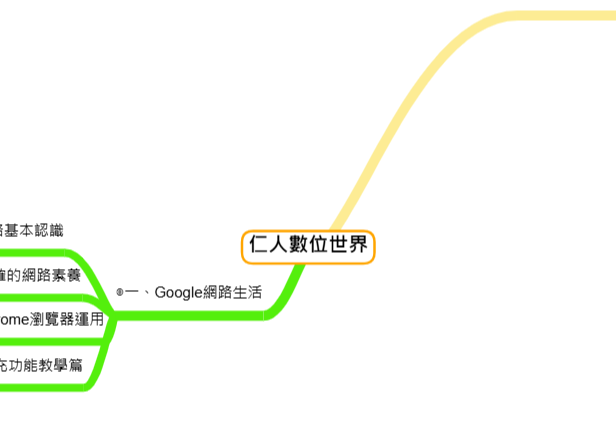 基本認識
仁人數位世界
的網路素養
一、Google網路生活
rome瀏覽器運用
功能教學篇